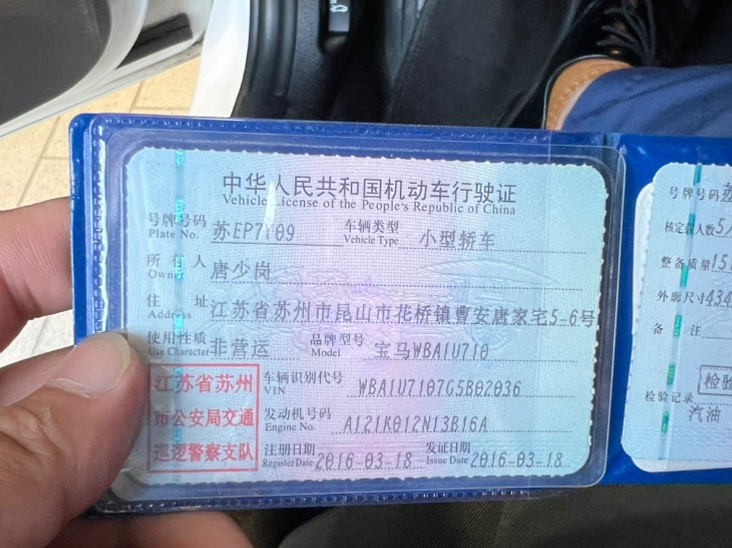 中华人民共和国机动车行驶证
Vehicle License of the People's Republic of China
号牌号码 苏EP7109 车辆类型 小型轿车
Plate No. Vehicle Type
所有人 唐少岗
Owner
住址 江苏省苏州市昆山市花桥镇曹安唐家宅5-6号
Address
使用性质 非营运 品牌型号 宝马WBA1U710
Use Character Model
江苏省苏州
市公安局交通
巡逻警察支队
车辆识别代号 WBA1U7107G5B02036
VIN
发动机号码 A121K012N13B16A
Engine No.
注册日期 2016-03-18 发证日期 2016-03-18
Register Date Issue Date
号牌号码 苏
核定载人数 5人
整备质量 151
外廓尺寸 434
备注
检验
检验记录
汽油